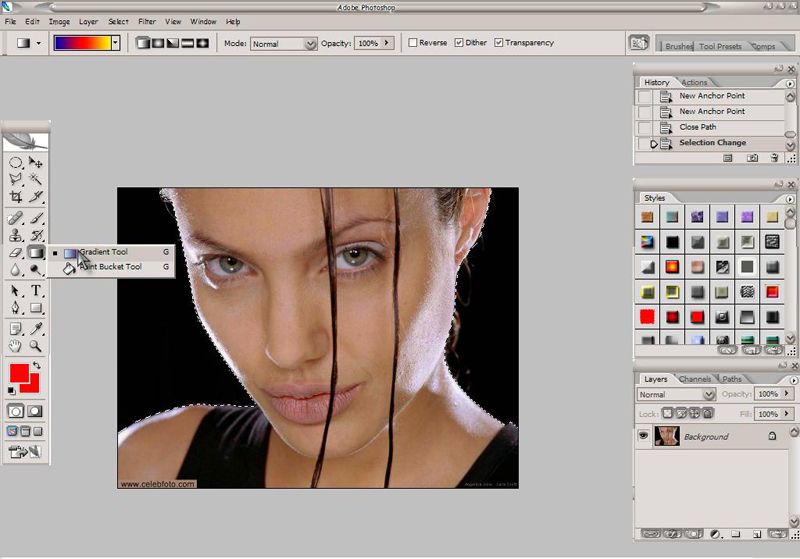 Adobe Photoshop
File Edit Image Layer Select Filter View Window Help
Mode: Normal Opacity: 100% Reverse Dither Transparency
Brushes Tool Presets Comps
History Actions
New Anchor Point
New Anchor Point
Close Path
Selection Change
Styles
Gradient Tool G
Paint Bucket Tool G
T
Layers Channels Paths
Normal Opacity: 100%
Lock: Fill: 100%
Background
www.celebfoto.com